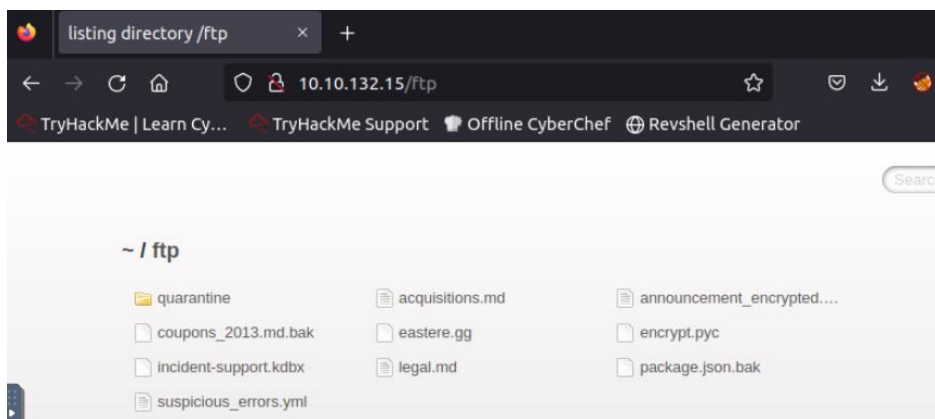 listing directory /ftp
10.10.132.15/ftp
TryHackMe | Learn Cy… TryHackMe Support Offline CyberChef Revshell Generator
Searc
~ / ftp
quarantine acquisitions.md announcement_encrypted.…
coupons_2013.md.bak eastere.gg encrypt.pyc
incident-support.kdbx legal.md package.json.bak
suspicious_errors.yml